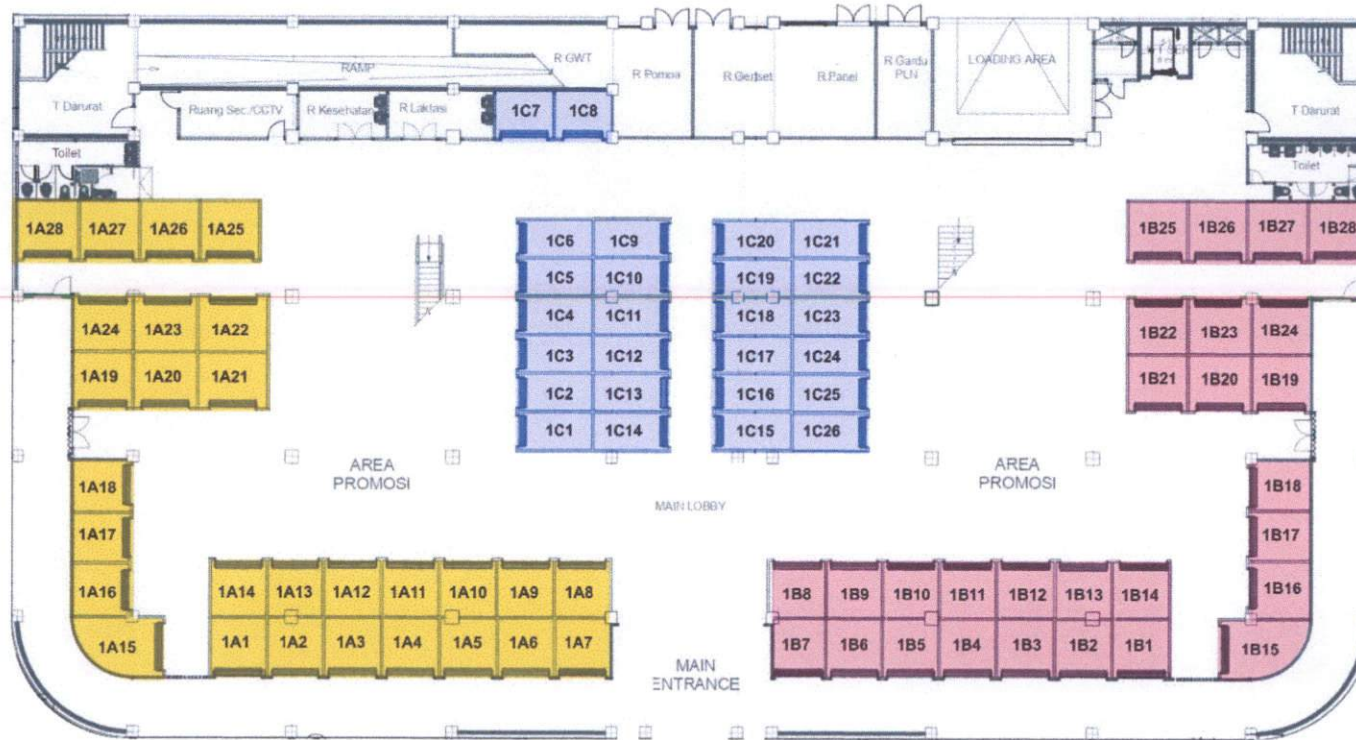 RAMP
R GWT
R Pompa
R Genset
R.Panel
R Gardu
PLN
LOADING AREA
T Darurat
Ruang Sec./CCTV
R Kesehatan
R Laktasi
1C7
1C8
T Darurat
Toilet
Toilet
1A28
1A27
1A26
1A25
1C6
1C9
1C20
1C21
1B25
1B26
1B27
1B28
1C5
1C10
1C19
1C22
1A24
1A23
1A22
1C4
1C11
1C18
1C23
1B22
1B23
1B24
1C3
1C12
1C17
1C24
1A19
1A20
1A21
1C2
1C13
1C16
1C25
1B21
1B20
1B19
1C1
1C14
1C15
1C26
AREA
PROMOSI
AREA
PROMOSI
MAIN LOBBY
1A18
1B18
1A17
1B17
1A16
1B16
1A14
1A13
1A12
1A11
1A10
1A9
1A8
1B8
1B9
1B10
1B11
1B12
1B13
1B14
1A15
1A1
1A2
1A3
1A4
1A5
1A6
1A7
1B7
1B6
1B5
1B4
1B3
1B2
1B1
1B15
MAIN
ENTRANCE